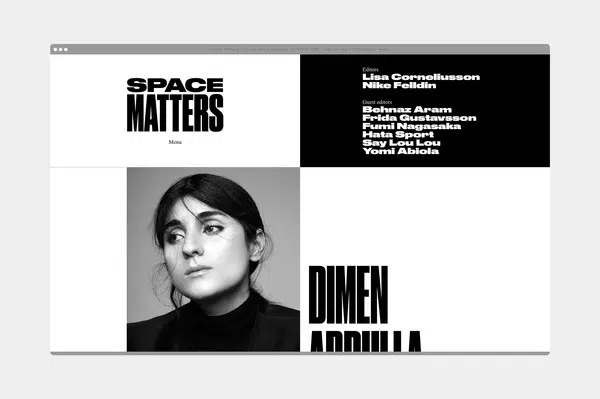 SPACE
MATTERS
Menu
Editors
Lisa Corneliusson
Nike Felldin
Guest editors
Behnaz Aram
Frida Gustavsson
Fumi Nagasaka
Hata Sport
Say Lou Lou
Yomi Abiola
DIMEN